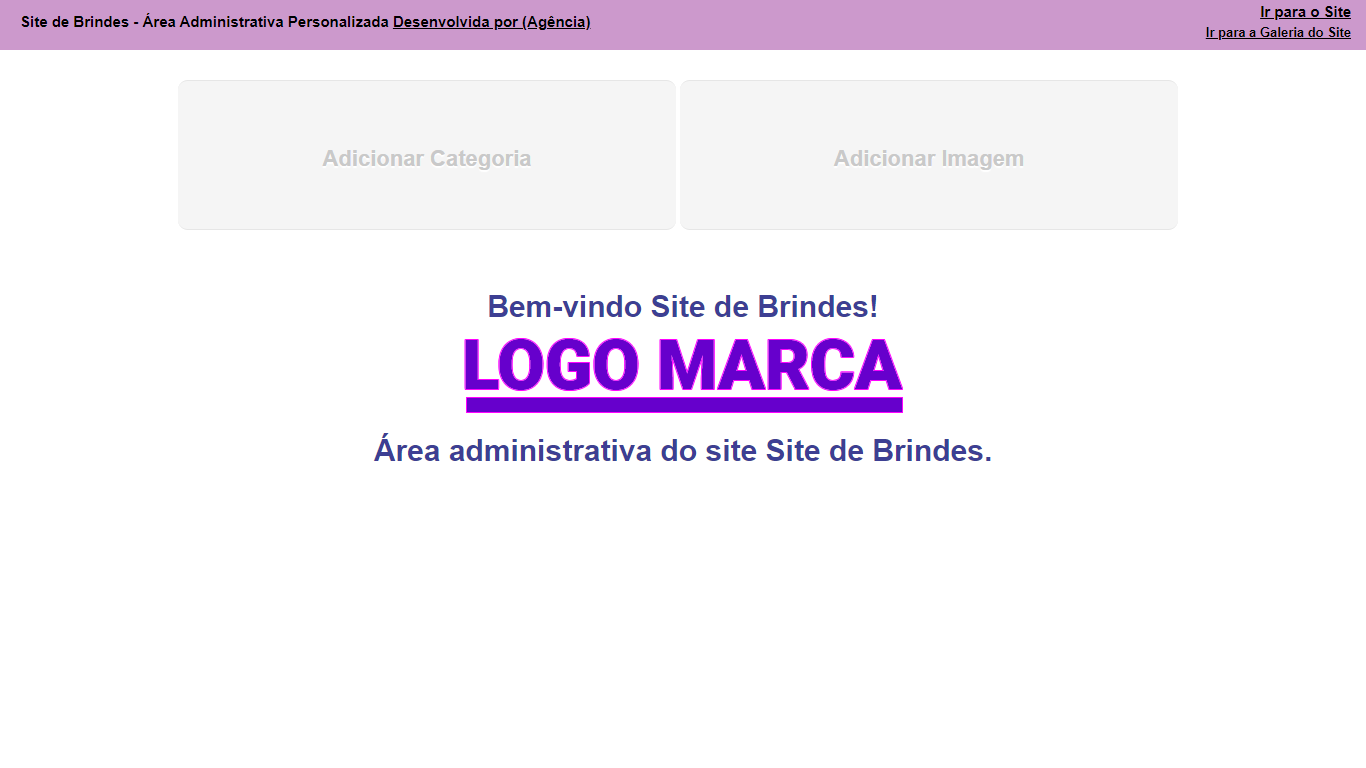 Site de Brindes - Área Administrativa Personalizada Desenvolvida por (Agência)
Ir para o Site
Ir para a Galeria do Site
Adicionar Categoria
Adicionar Imagem
Bem-vindo Site de Brindes!
LOGO MARCA
Área administrativa do site Site de Brindes.